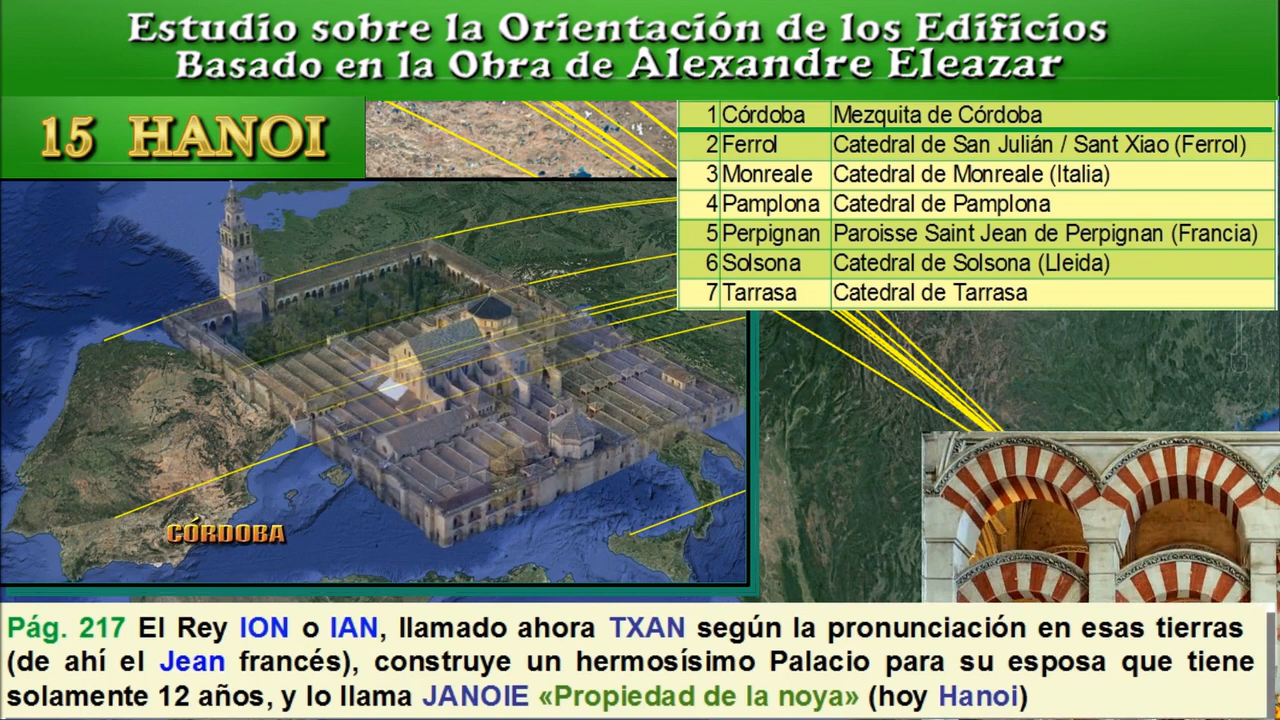 Estudio sobre la Orientación de los Edificios
Basado en la Obra de Alexandre Eleazar
15 HANOI
1 Córdoba Mezquita de Córdoba
2 Ferrol Catedral de San Julián / Sant Xiao (Ferrol)
3 Monreale Catedral de Monreale (Italia)
4 Pamplona Catedral de Pamplona
5 Perpignan Paroisse Saint Jean de Perpignan (Francia)
6 Solsona Catedral de Solsona (Lleida)
7 Tarrasa Catedral de Tarrasa
CÓRDOBA
Pág. 217 El Rey ION o IAN, llamado ahora TXAN según la pronunciación en esas tierras
(de ahí el Jean francés), construye un hermosísimo Palacio para su esposa que tiene
solamente 12 años, y lo llama JANOIE «Propiedad de la noya» (hoy Hanoi)